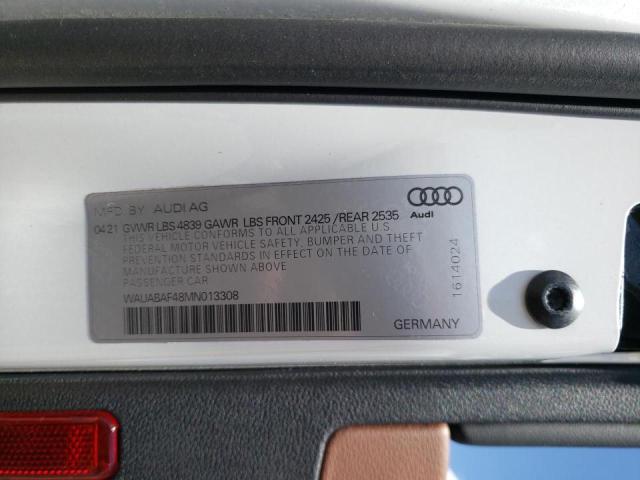 MFD BY AUDI AG
Audi
04 21 GVWR LBS 4839 GAWR LBS FRONT 2425 /REAR 2535
THIS VEHICLE CONFORMS TO ALL APPLICABLE U.S
FEDERAL MOTOR VEHICLE SAFETY, BUMPER AND THEFT
PREVENTION STANDARDS IN EFFECT ON THE DATE OF
MANUFACTURE SHOWN ABOVE
PASSENGER CAR
WAUABAF48MN013308
1614024
GERMANY